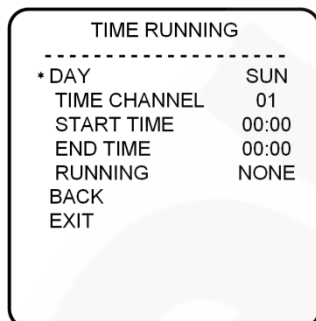 TIME RUNNING
- - - - - - - - - - - - - - - - - - - - - - -
* DAY SUN
TIME CHANNEL 01
START TIME 00:00
END TIME 00:00
RUNNING NONE
BACK
EXIT